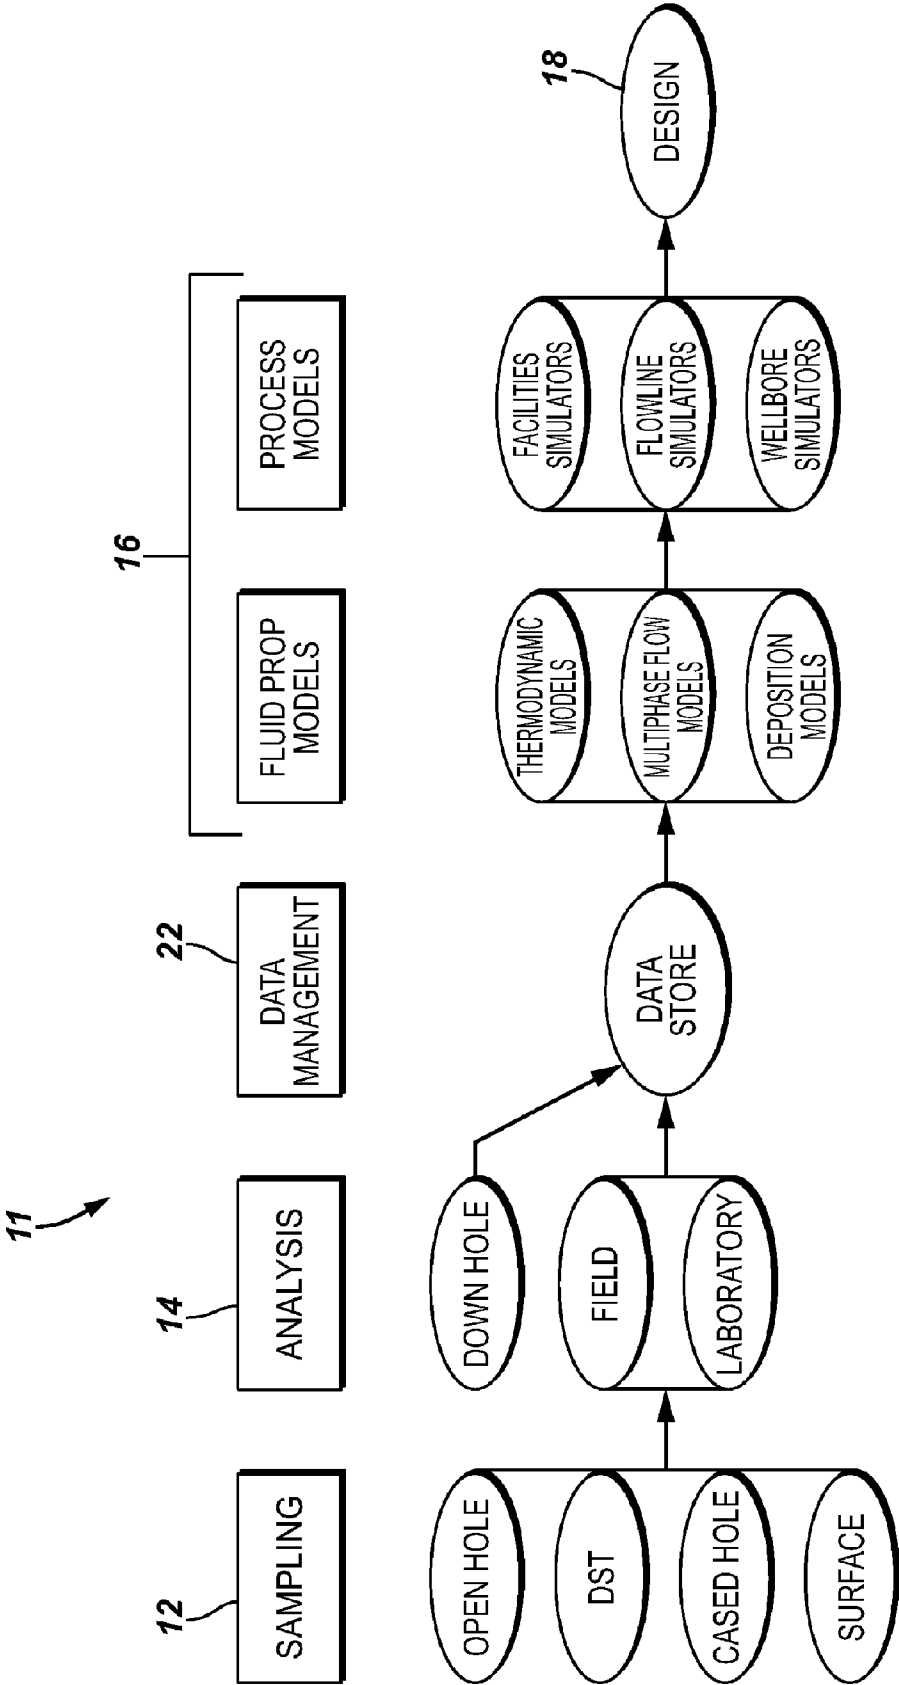 11
12
SAMPLING
14
ANALYSIS
22
DATA
MANAGEMENT
16
FLUID PROP
MODELS
PROCESS
MODELS
OPEN HOLE
DST
CASED HOLE
SURFACE
DOWN HOLE
FIELD
LABORATORY
DATA
STORE
THERMODYNAMIC
MODELS
MULTIPHASE FLOW
MODELS
DEPOSITION
MODELS
FACILITIES
SIMULATORS
FLOWLINE
SIMULATORS
WELLBORE
SIMULATORS
18
DESIGN